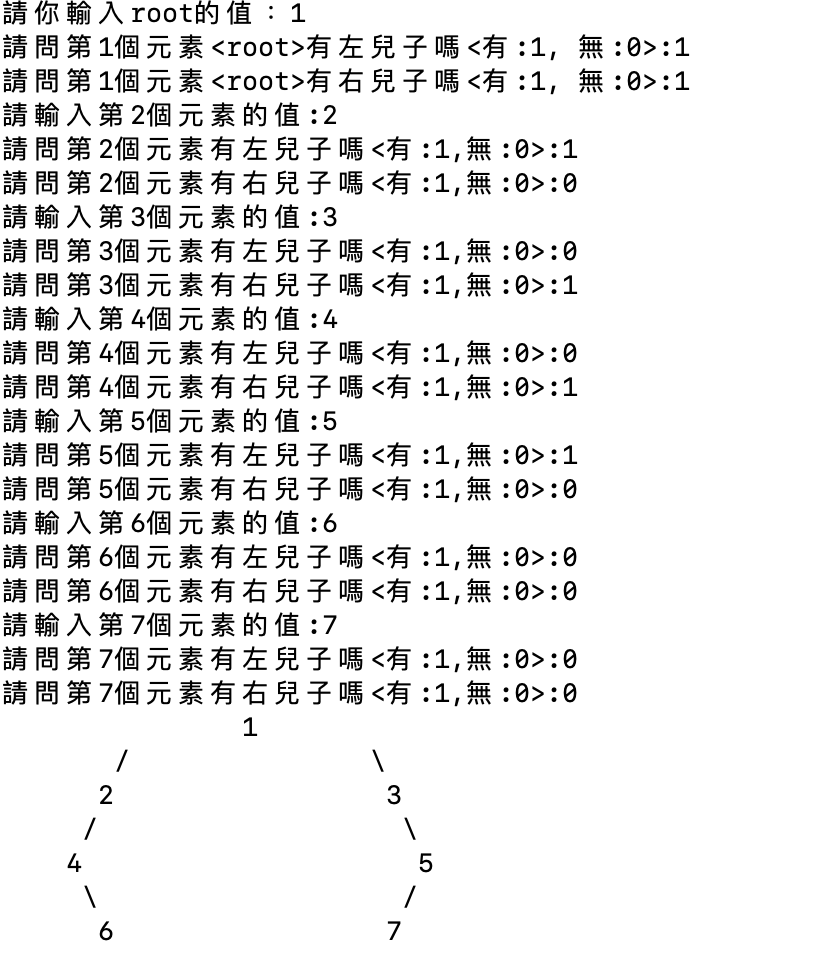 請你輸入root的值：1
請問第1個元素<root>有左兒子嗎<有:1, 無:0>:1
請問第1個元素<root>有右兒子嗎<有:1, 無:0>:1
請輸入第2個元素的值:2
請問第2個元素有左兒子嗎<有:1,無:0>:1
請問第2個元素有右兒子嗎<有:1,無:0>:0
請輸入第3個元素的值:3
請問第3個元素有左兒子嗎<有:1,無:0>:0
請問第3個元素有右兒子嗎<有:1,無:0>:1
請輸入第4個元素的值:4
請問第4個元素有左兒子嗎<有:1,無:0>:0
請問第4個元素有右兒子嗎<有:1,無:0>:1
請輸入第5個元素的值:5
請問第5個元素有左兒子嗎<有:1,無:0>:1
請問第5個元素有右兒子嗎<有:1,無:0>:0
請輸入第6個元素的值:6
請問第6個元素有左兒子嗎<有:1,無:0>:0
請問第6個元素有右兒子嗎<有:1,無:0>:0
請輸入第7個元素的值:7
請問第7個元素有左兒子嗎<有:1,無:0>:0
請問第7個元素有右兒子嗎<有:1,無:0>:0
               1
       /               \
      2                 3
     /                   \
    4                     5
     \                   /
      6                 7